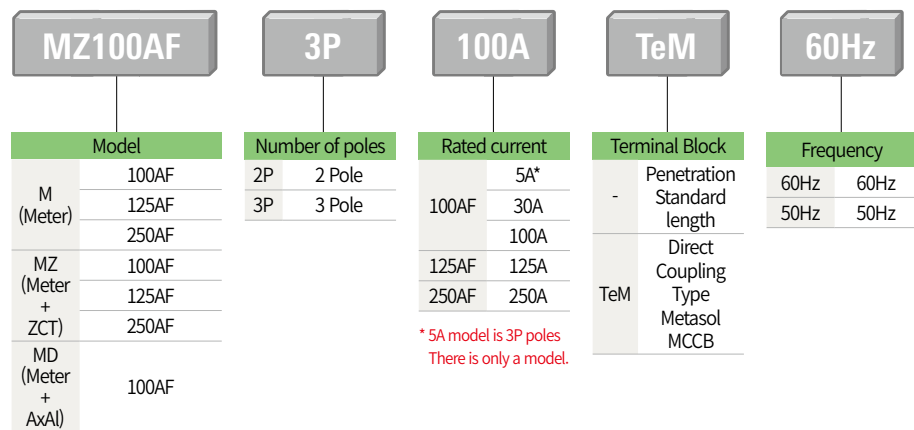 MZ100AF 3P 100A TeM 60Hz
Model
M
(Meter)
100AF
125AF
250AF
MZ
(Meter
+
ZCT)
100AF
125AF
250AF
MD
(Meter
+
AxAl)
100AF
Number of poles
2P 2 Pole
3P 3 Pole
Rated current
100AF
5A*
30A
100A
125AF 125A
250AF 250A
* 5A model is 3P poles
There is only a model.
Terminal Block
-
Penetration
Standard
length
TeM
Direct
Coupling
Type
Metasol
MCCB
Frequency
60Hz 60Hz
50Hz 50Hz